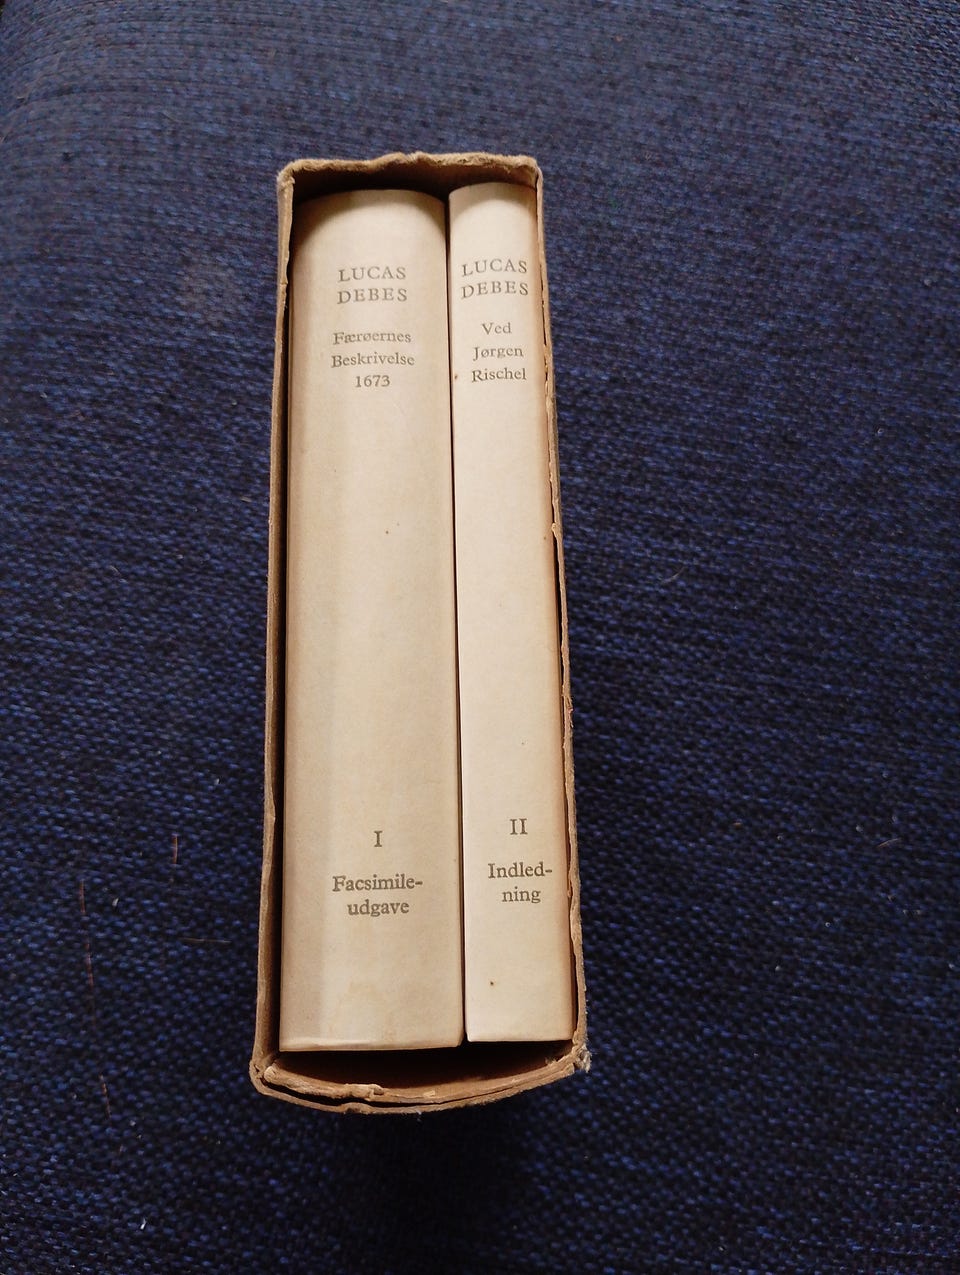 LUCAS
DEBES
Færøernes
Beskrivelse
1673
I
Facsimile-
udgave
LUCAS
DEBES
Ved
Jørgen
Rischel
II
Indled-
ning